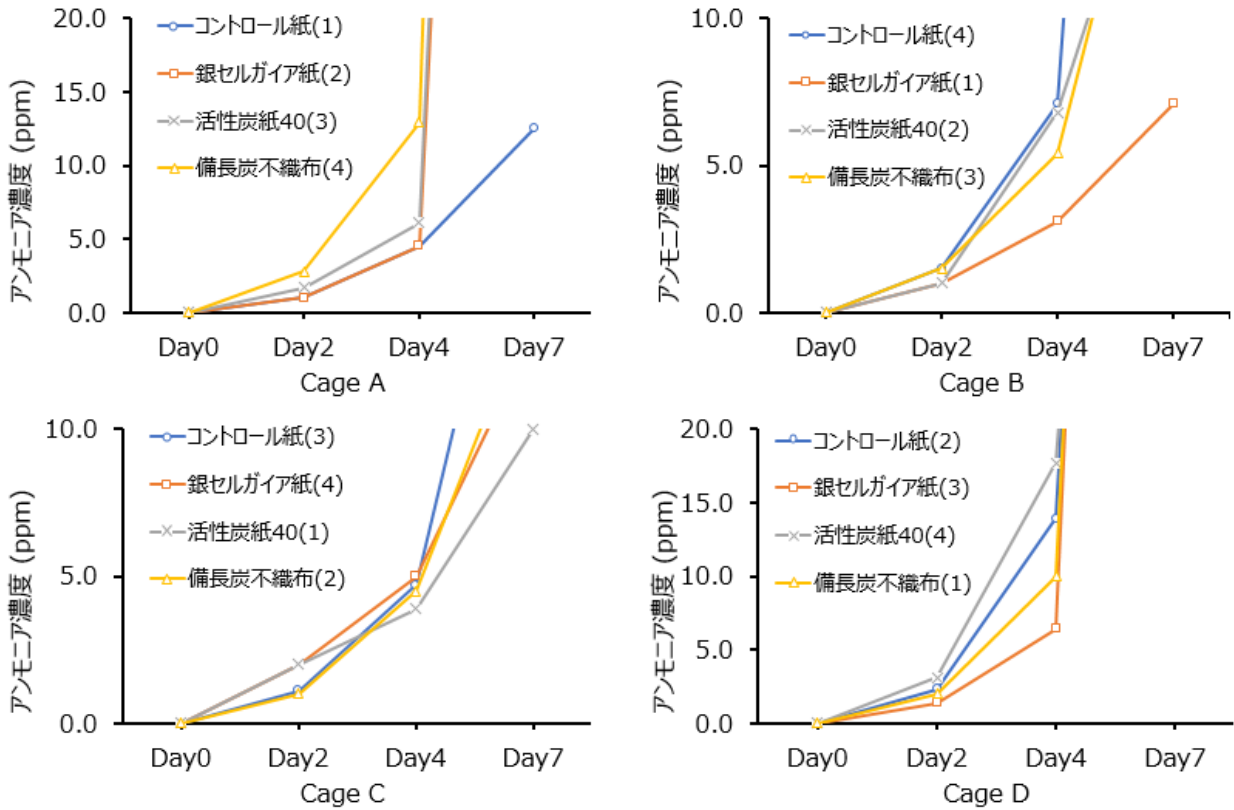 アンモニア濃度 (ppm)
20.0
15.0
10.0
5.0
0.0
コントロール紙(1)
銀セルガイア紙(2)
活性炭紙40(3)
備長炭不織布(4)
Day0 Day2 Day4 Day7
Cage A
アンモニア濃度 (ppm)
10.0
5.0
0.0
コントロール紙(4)
銀セルガイア紙(1)
活性炭紙40(2)
備長炭不織布(3)
Day0 Day2 Day4 Day7
Cage B
アンモニア濃度 (ppm)
10.0
5.0
0.0
コントロール紙(3)
銀セルガイア紙(4)
活性炭紙40(1)
備長炭不織布(2)
Day0 Day2 Day4 Day7
Cage C
アンモニア濃度 (ppm)
20.0
15.0
10.0
5.0
0.0
コントロール紙(2)
銀セルガイア紙(3)
活性炭紙40(4)
備長炭不織布(1)
Day0 Day2 Day4 Day7
Cage D